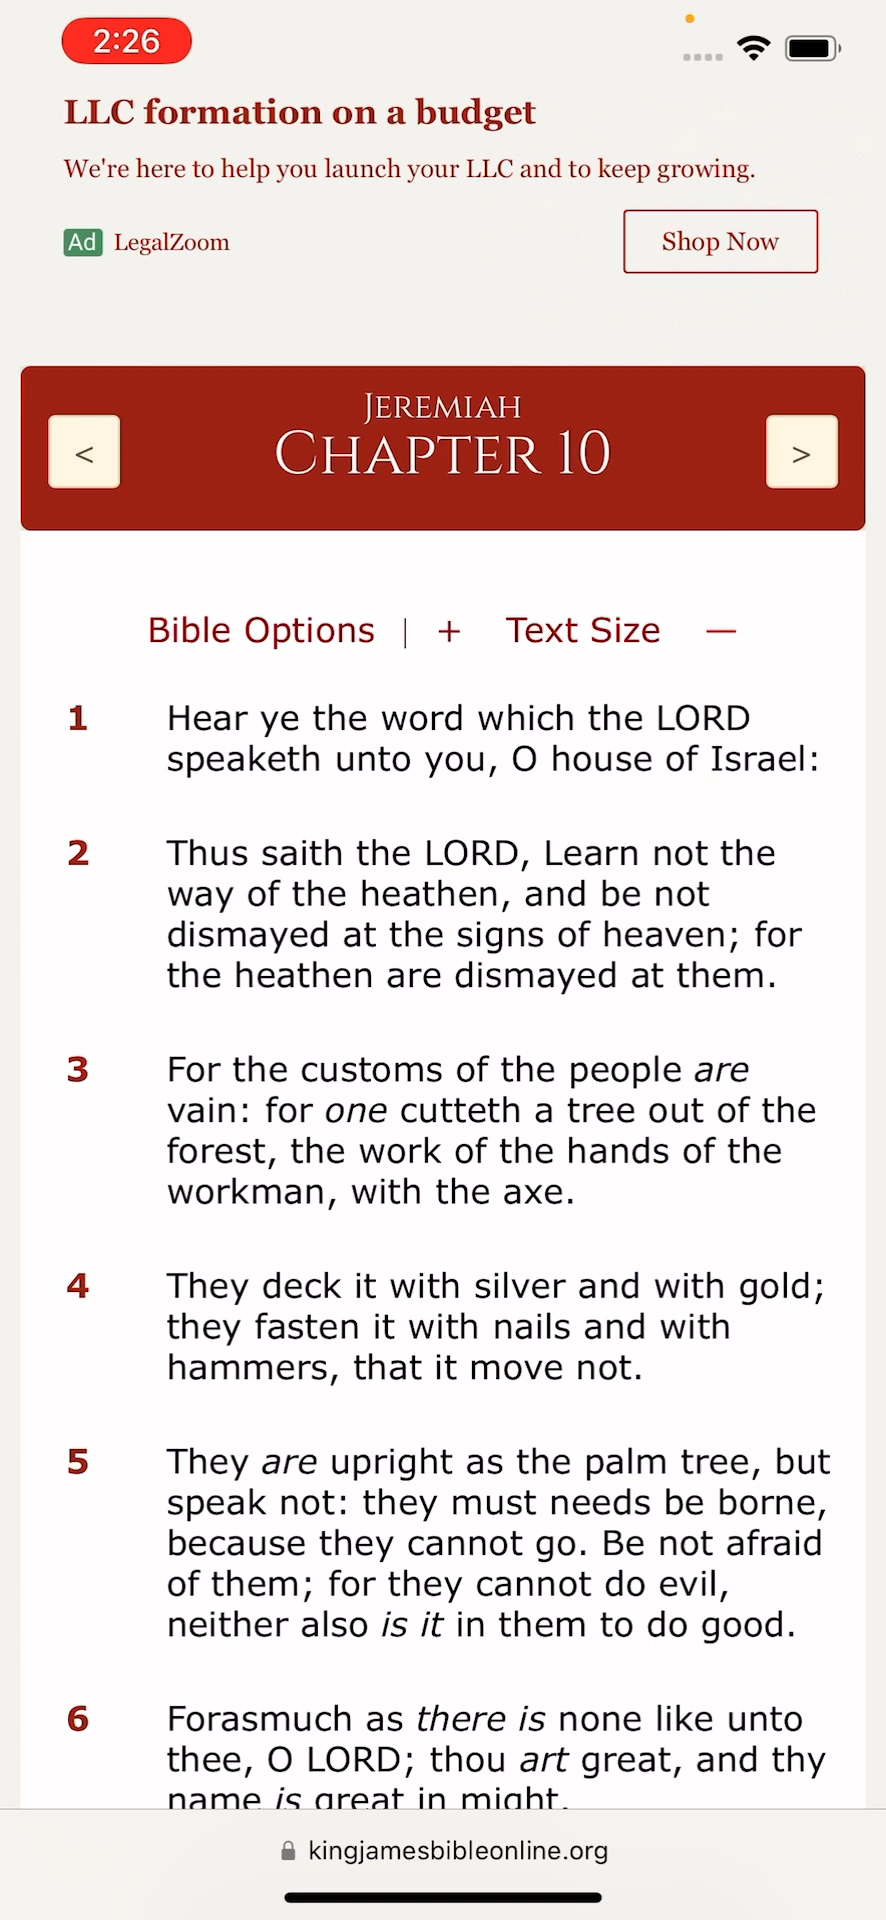 2:26
LLC formation on a budget
We're here to help you launch your LLC and to keep growing.
Ad LegalZoom
Shop Now
Jeremiah
< Chapter 10 >
Bible Options | + Text Size —
1 Hear ye the word which the LORD
speaketh unto you, O house of Israel:
2 Thus saith the LORD, Learn not the
way of the heathen, and be not
dismayed at the signs of heaven; for
the heathen are dismayed at them.
3 For the customs of the people are
vain: for one cutteth a tree out of the
forest, the work of the hands of the
workman, with the axe.
4 They deck it with silver and with gold;
they fasten it with nails and with
hammers, that it move not.
5 They are upright as the palm tree, but
speak not: they must needs be borne,
because they cannot go. Be not afraid
of them; for they cannot do evil,
neither also is it in them to do good.
6 Forasmuch as there is none like unto
thee, O LORD; thou art great, and thy
name is great in might.
kingjamesbibleonline.org